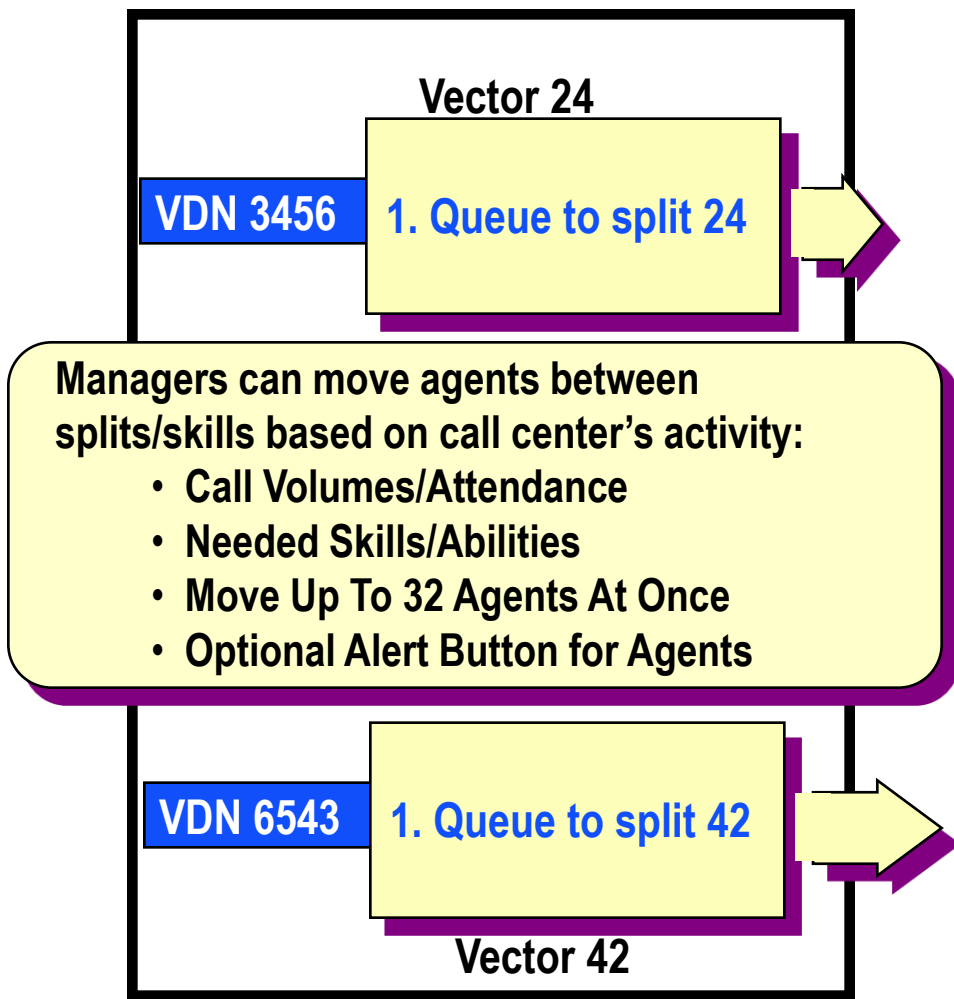 Vector 24
VDN 3456
1. Queue to split 24
Managers can move agents between
splits/skills based on call center’s activity:
• Call Volumes/Attendance
• Needed Skills/Abilities
• Move Up To 32 Agents At Once
• Optional Alert Button for Agents
VDN 6543
1. Queue to split 42
Vector 42